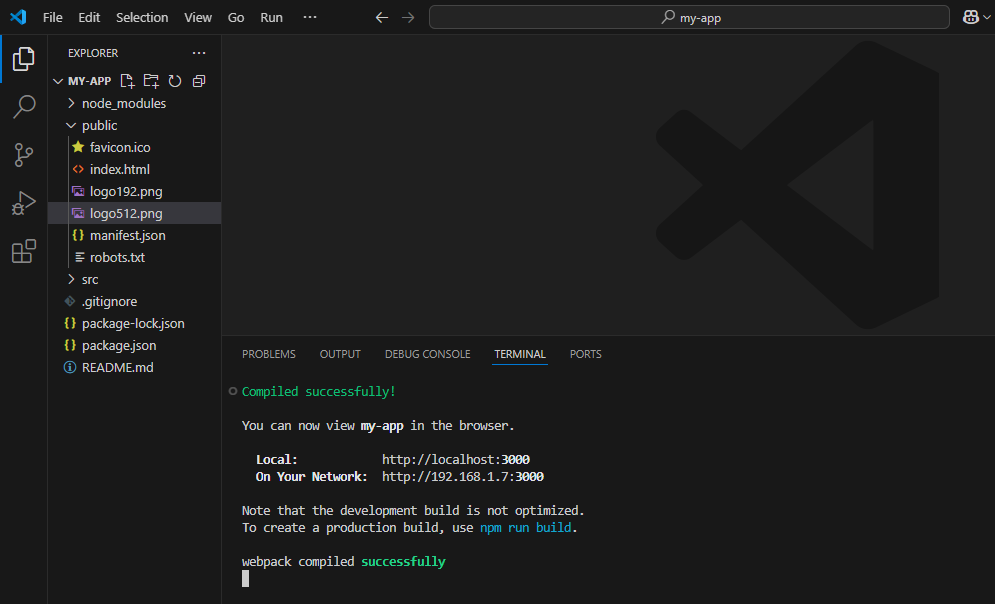 File Edit Selection View Go Run ···
my-app
EXPLORER ···
MY-APP
node_modules
public
favicon.ico
index.html
logo192.png
logo512.png
manifest.json
robots.txt
src
.gitignore
package-lock.json
package.json
README.md
PROBLEMS OUTPUT DEBUG CONSOLE TERMINAL PORTS
Compiled successfully!
You can now view my-app in the browser.
Local: http://localhost:3000
On Your Network: http://192.168.1.7:3000
Note that the development build is not optimized.
To create a production build, use npm run build.
webpack compiled successfully